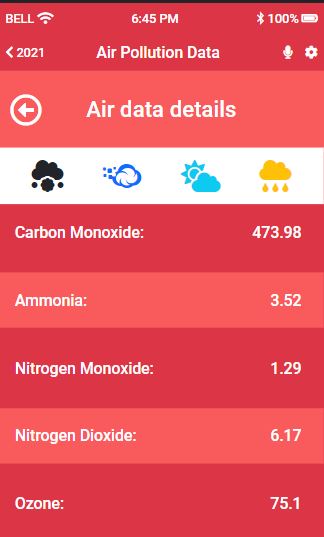 BELL 6:45 PM 100%
2021 Air Pollution Data
Air data details
Carbon Monoxide: 473.98
Ammonia: 3.52
Nitrogen Monoxide: 1.29
Nitrogen Dioxide: 6.17
Ozone: 75.1